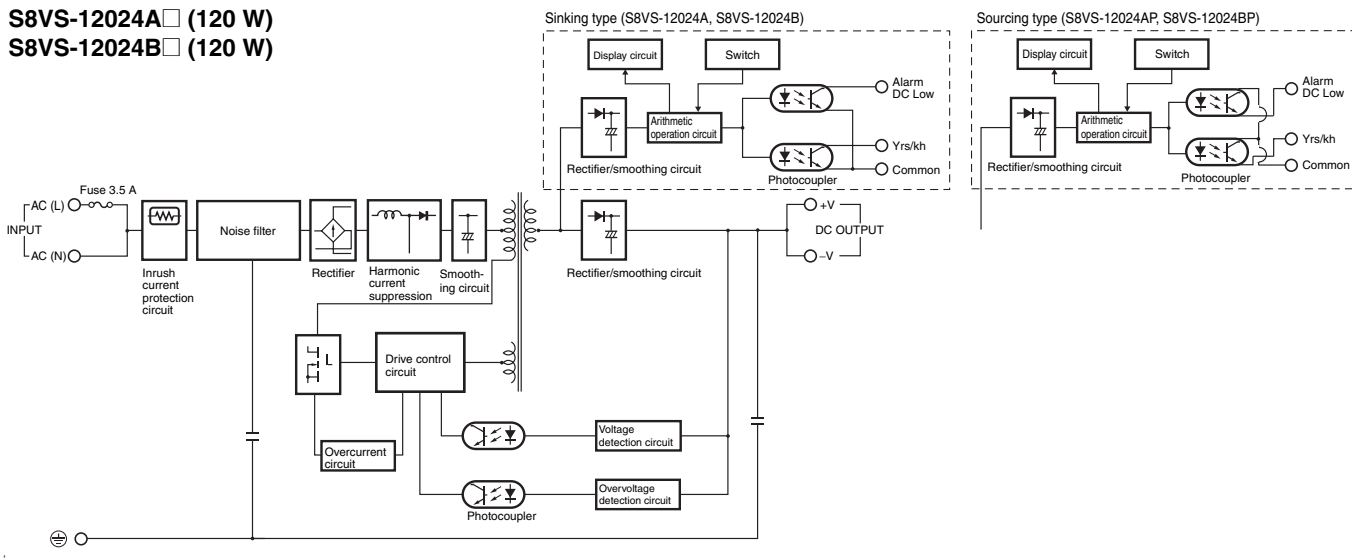 S8VS-12024A□ (120 W)
S8VS-12024B□ (120 W)
Sinking type (S8VS-12024A, S8VS-12024B)
Display circuit
Switch
Arithmetic
operation circuit
Rectifier/smoothing circuit
Photocoupler
Alarm
DC Low
Yrs/kh
Common
Sourcing type (S8VS-12024AP, S8VS-12024BP)
Display circuit
Switch
Arithmetic
operation circuit
Rectifier/smoothing circuit
Photocoupler
Alarm
DC Low
Yrs/kh
Common
Fuse 3.5 A
AC (L)
INPUT
AC (N)
Inrush
current
protection
circuit
Noise filter
Rectifier
Harmonic
current
suppression
Smooth-
ing circuit
Rectifier/smoothing circuit
+V
DC OUTPUT
–V
Drive control
circuit
Overcurrent
circuit
Voltage
detection circuit
Overvoltage
detection circuit
Photocoupler